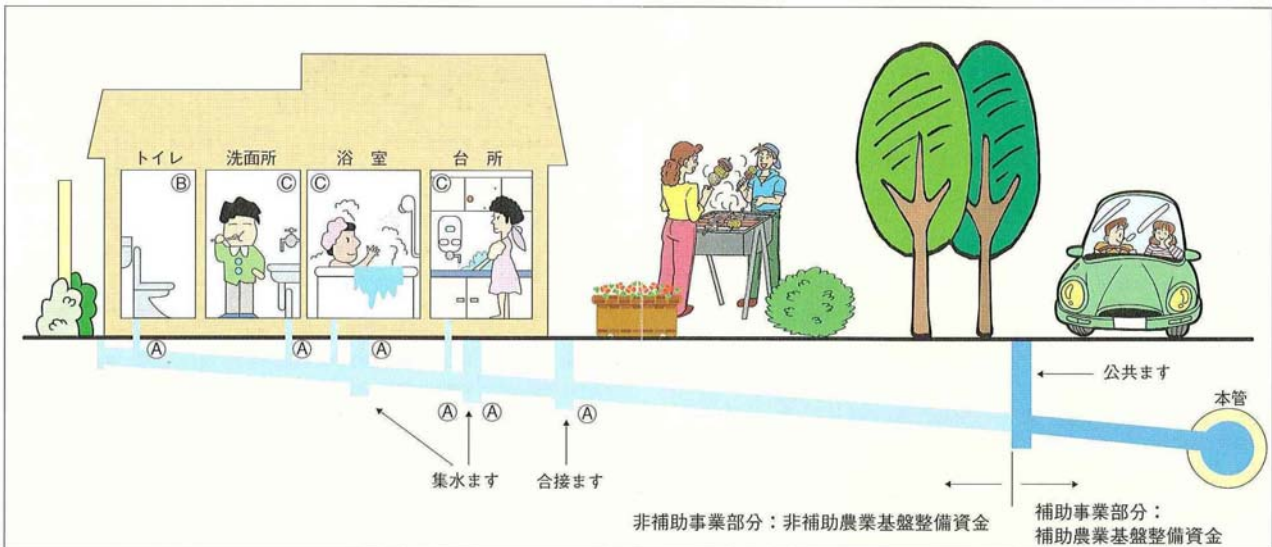 トイレ
洗面所
浴室
台所
Ⓑ
Ⓒ
Ⓒ
Ⓒ
Ⓐ
Ⓐ
Ⓐ
Ⓐ Ⓐ
Ⓐ
公共ます
本管
集水ます
合接ます
非補助事業部分：非補助農業基盤整備資金
補助事業部分：
補助農業基盤整備資金